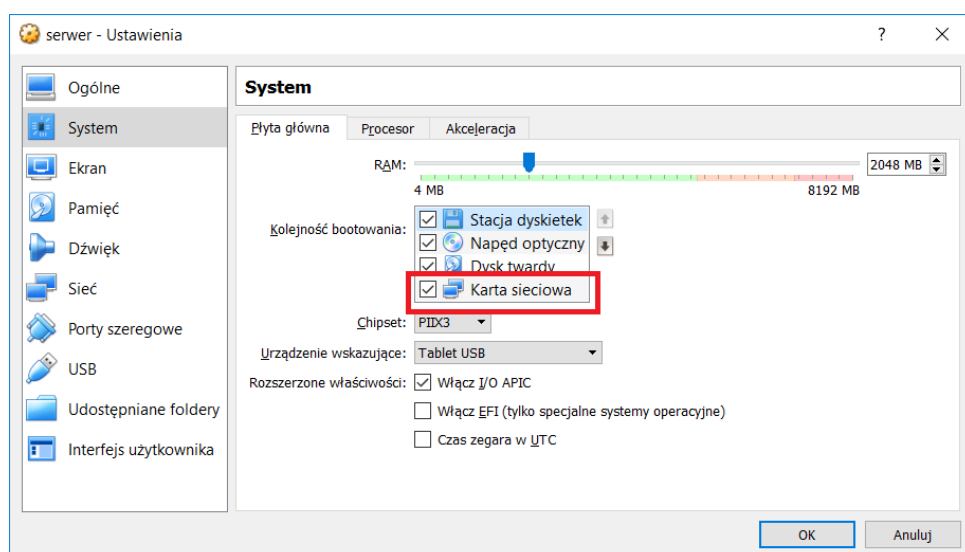 serwer - Ustawienia
?
Ogólne
System
Ekran
Pamięć
Dźwięk
Sieć
Porty szeregowe
USB
Udostępniane foldery
Interfejs użytkownika
System
Płyta główna Procesor Akceleracja
RAM: 2048 MB
4 MB 8192 MB
Kolejność bootowania:
Stacja dyskietek
Napęd optyczny
Dysk twardy
Karta sieciowa
Chipset: PIIX3
Urządzenie wskazujące: Tablet USB
Rozszerzone właściwości: Włącz I/O APIC
Włącz EFI (tylko specjalne systemy operacyjne)
Czas zegara w UTC
OK Anuluj